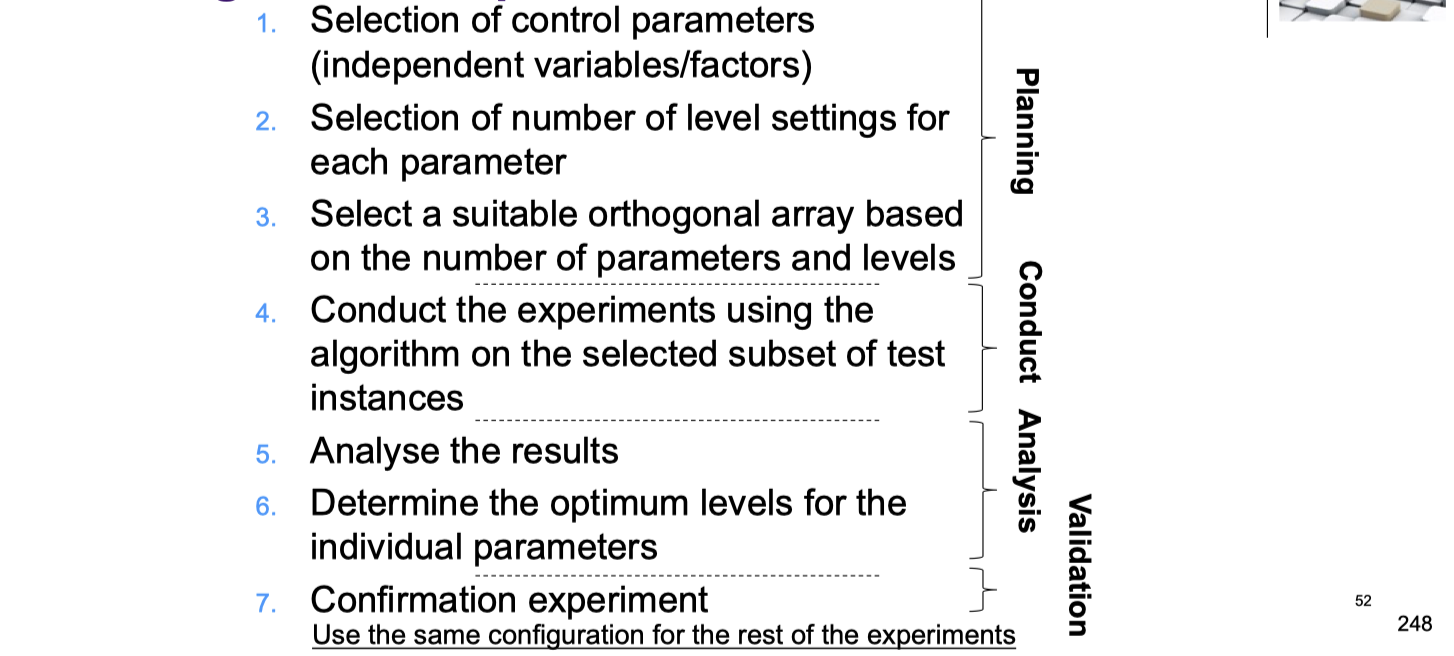 1. Selection of control parameters
(independent variables/factors)
2. Selection of number of level settings for
each parameter
3. Select a suitable orthogonal array based
on the number of parameters and levels
4. Conduct the experiments using the
algorithm on the selected subset of test
instances
5. Analyse the results
6. Determine the optimum levels for the
individual parameters
7. Confirmation experiment
Use the same configuration for the rest of the experiments
Planning
Conduct
Analysis
Validation
52
248